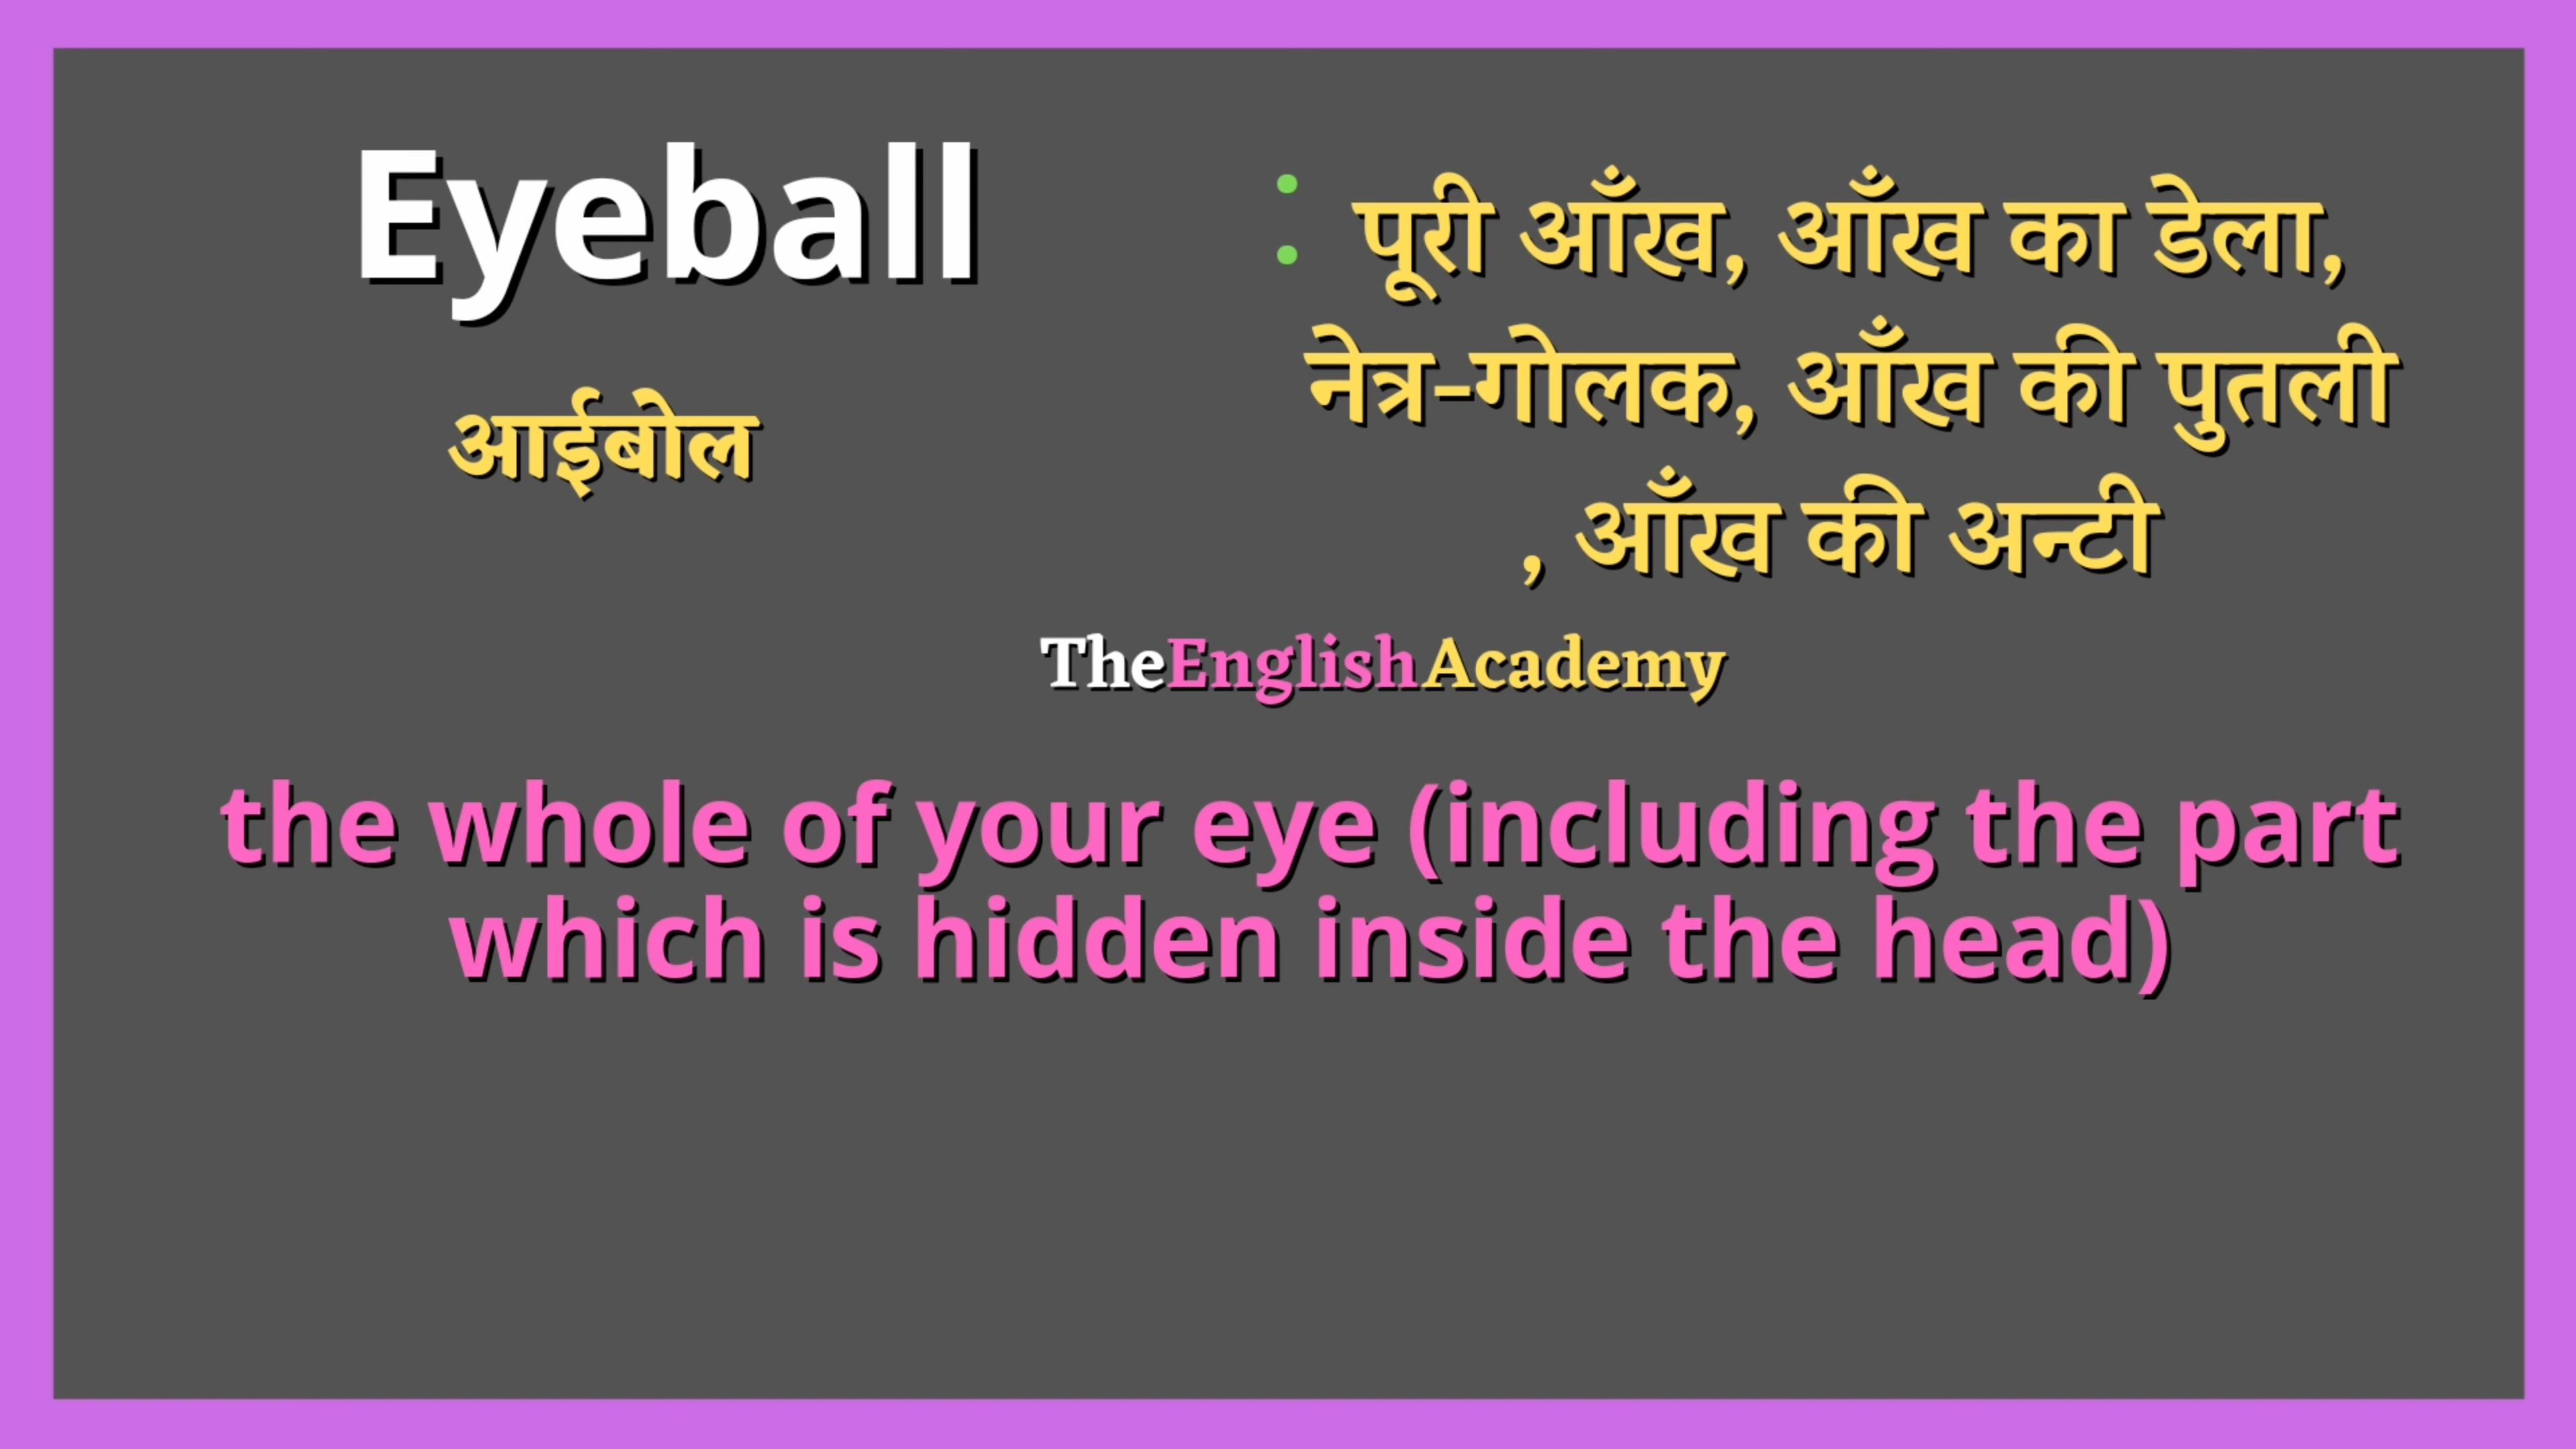 Eyeball
: पूरी आँख, आँख का डेला,
नेत्र-गोलक, आँख की पुतली
, आँख की अन्टी
आईबोल
TheEnglishAcademy
the whole of your eye (including the part
which is hidden inside the head)